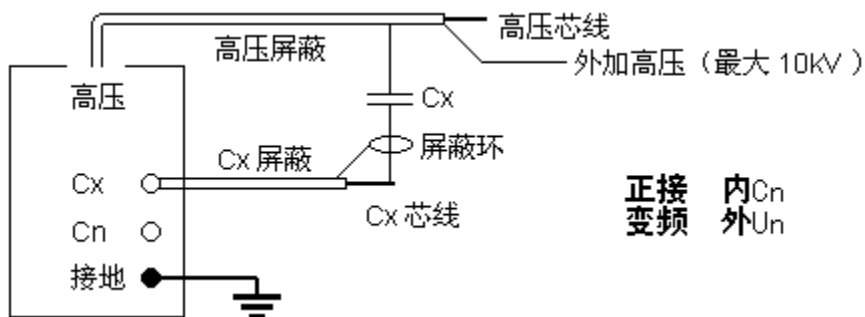 高压芯线
高压屏蔽
外加高压（最大 10KV ）
高压
Cx
屏蔽环
Cx 屏蔽
Cx
正接 内Cn
Cx 芯线
变频 外Un
Cn
接地